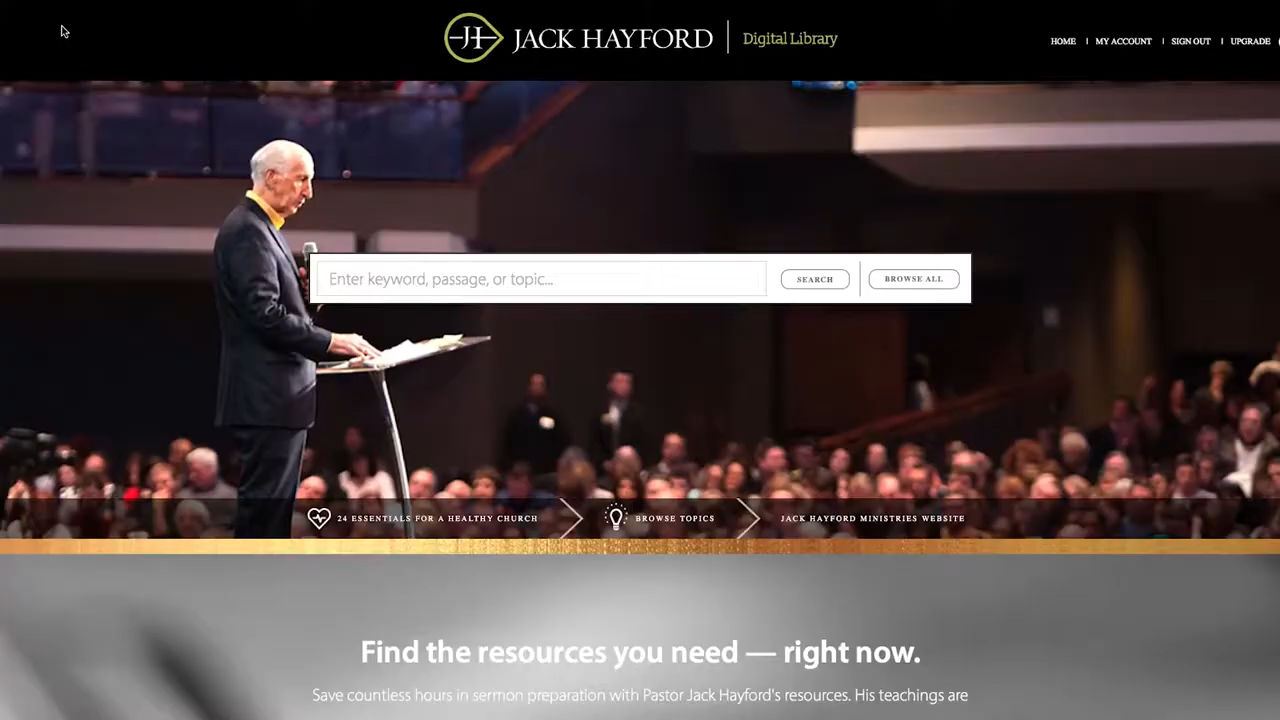 JH JACK HAYFORD | Digital Library
HOME | MY ACCOUNT | SIGN OUT | UPGRADE
Enter keyword, passage, or topic...
SEARCH
BROWSE ALL
24 ESSENTIALS FOR A HEALTHY CHURCH
BROWSE TOPICS
JACK HAYFORD MINISTRIES WEBSITE
Find the resources you need — right now.
Save countless hours in sermon preparation with Pastor Jack Hayford's resources. His teachings are